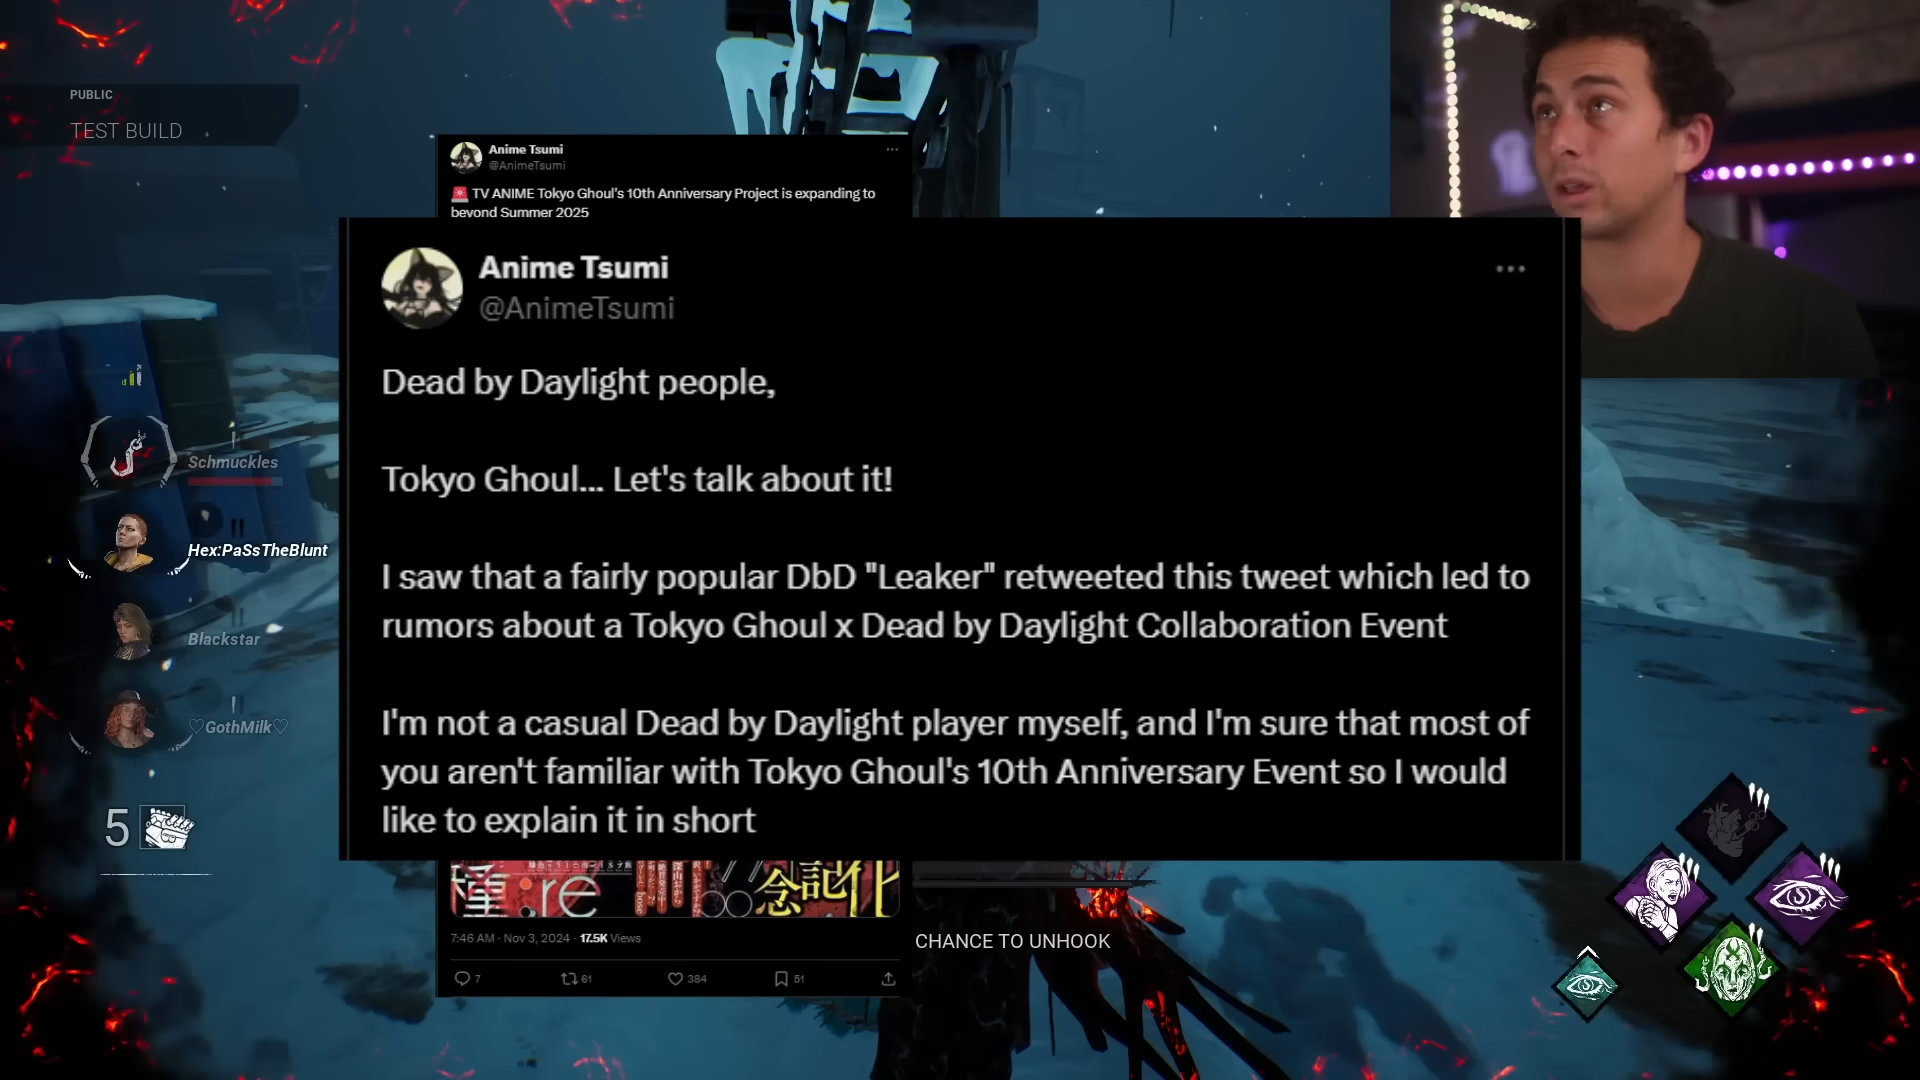 PUBLIC
TEST BUILD
Anime Tsumi
@AnimeTsumi
🚨 TV ANIME Tokyo Ghoul's 10th Anniversary Project is expanding to
beyond Summer 2025
Anime Tsumi
@AnimeTsumi
Dead by Daylight people,
Tokyo Ghoul... Let's talk about it!
I saw that a fairly popular DbD "Leaker" retweeted this tweet which led to
rumors about a Tokyo Ghoul x Dead by Daylight Collaboration Event
I'm not a casual Dead by Daylight player myself, and I'm sure that most of
you aren't familiar with Tokyo Ghoul's 10th Anniversary Event so I would
like to explain it in short
Schmuckles
Hex:PaSsTheBlunt
Blackstar
♡GothMilk♡
5
種:re
念記化
7:46 AM · Nov 3, 2024 · 17.5K Views
7 61 384 51
CHANCE TO UNHOOK